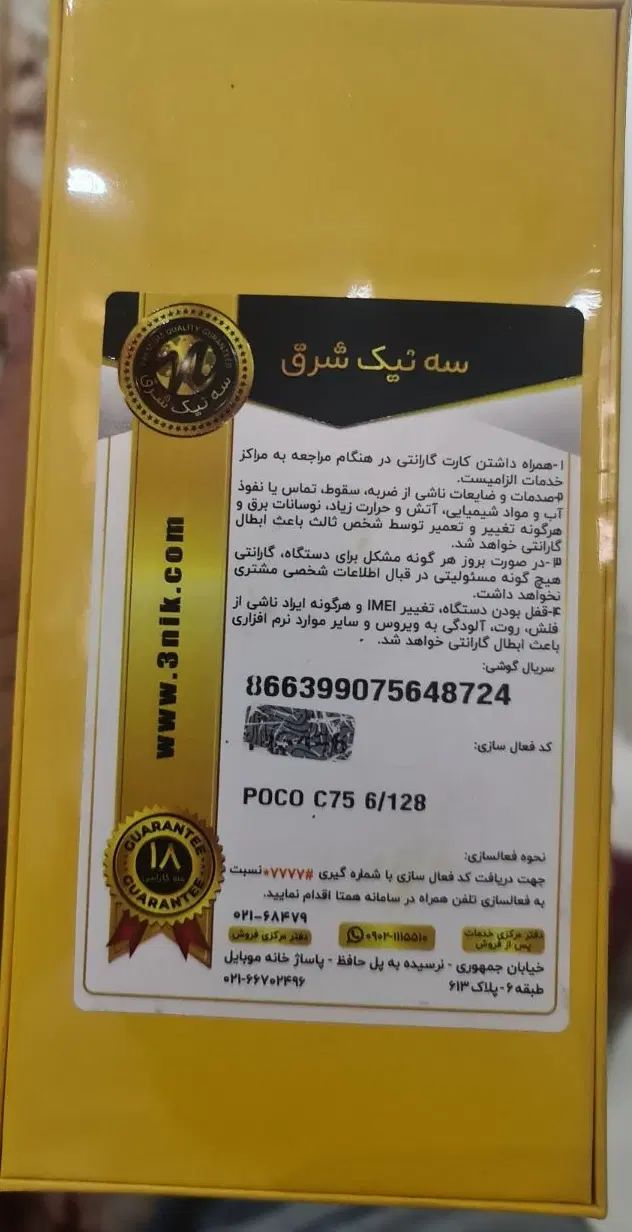 سه نیک شرق
PREMIUM QUALITY GUARANTEED
سه نیک شرق
۱-همراه داشتن کارت گارانتی در هنگام مراجعه به مراکز
خدمات الزامیست.
۲-صدمات و ضایعات ناشی از ضربه، سقوط، تماس یا نفوذ
آب و مواد شیمیایی، آتش و حرارت زیاد، نوسانات برق و
هرگونه تغییر و تعمیر توسط شخص ثالث باعث ابطال
گارانتی خواهد شد.
۳-در صورت بروز هر گونه مشکل برای دستگاه، گارانتی
هیچ گونه مسئولیتی در قبال اطلاعات شخصی مشتری
نخواهد داشت.
۴-قفل بودن دستگاه، تغییر IMEI و هرگونه ایراد ناشی از
فلش، روت، آلودگی به ویروس و سایر موارد نرم افزاری
باعث ابطال گارانتی خواهد شد.
www.3nik.com
سریال گوشی:
866399075648724
کد فعال سازی:
POCO C75 6/128
GUARANTEE
۱۸
ماه گارانتی
GUARANTEE
نحوه فعالسازی:
جهت دریافت کد فعال سازی با شماره گیری #۷۷۷۷* نسبت
به فعالسازی تلفن همراه در سامانه همتا اقدام نمایید.
۰۲۱-۶۸۴۷۹
دفتر مرکزی خدمات
پس از فروش
۰۹۰۲-۱۱۱۵۵۱۰
دفتر مرکزی فروش
خیابان جمهوری - نرسیده به پل حافظ - پاساژ خانه موبایل
طبقه ۶ - پلاک ۶۱۳
۰۲۱-۶۶۷۰۲۴۹۶